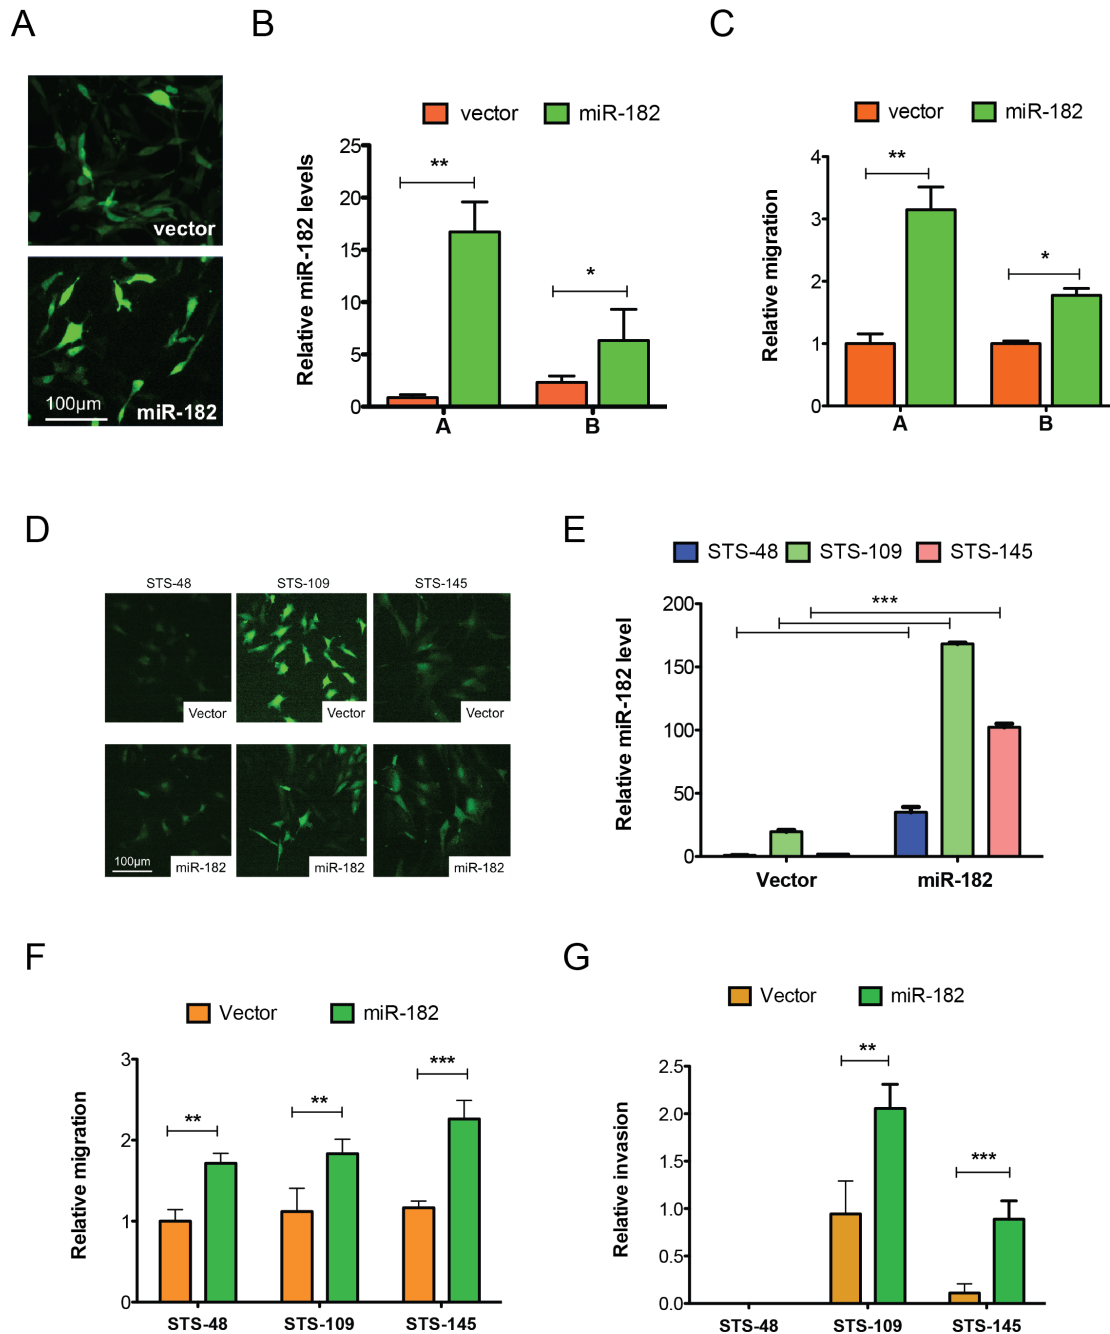 A
vector
miR-182
100μm
B
vector
miR-182
Relative miR-182 levels
25
20
15
10
5
0
**
*
A
B
C
vector
miR-182
Relative migration
4
3
2
1
0
**
*
A
B
D
STS-48
STS-109
STS-145
Vector
Vector
Vector
100μm
miR-182
miR-182
miR-182
E
STS-48
STS-109
STS-145
Relative miR-182 level
200
150
100
50
0
***
Vector
miR-182
F
Vector
miR-182
Relative migration
3
2
1
0
**
**
***
STS-48
STS-109
STS-145
G
Vector
miR-182
Relative invasion
2.5
2.0
1.5
1.0
0.5
0.0
**
***
STS-48
STS-109
STS-145